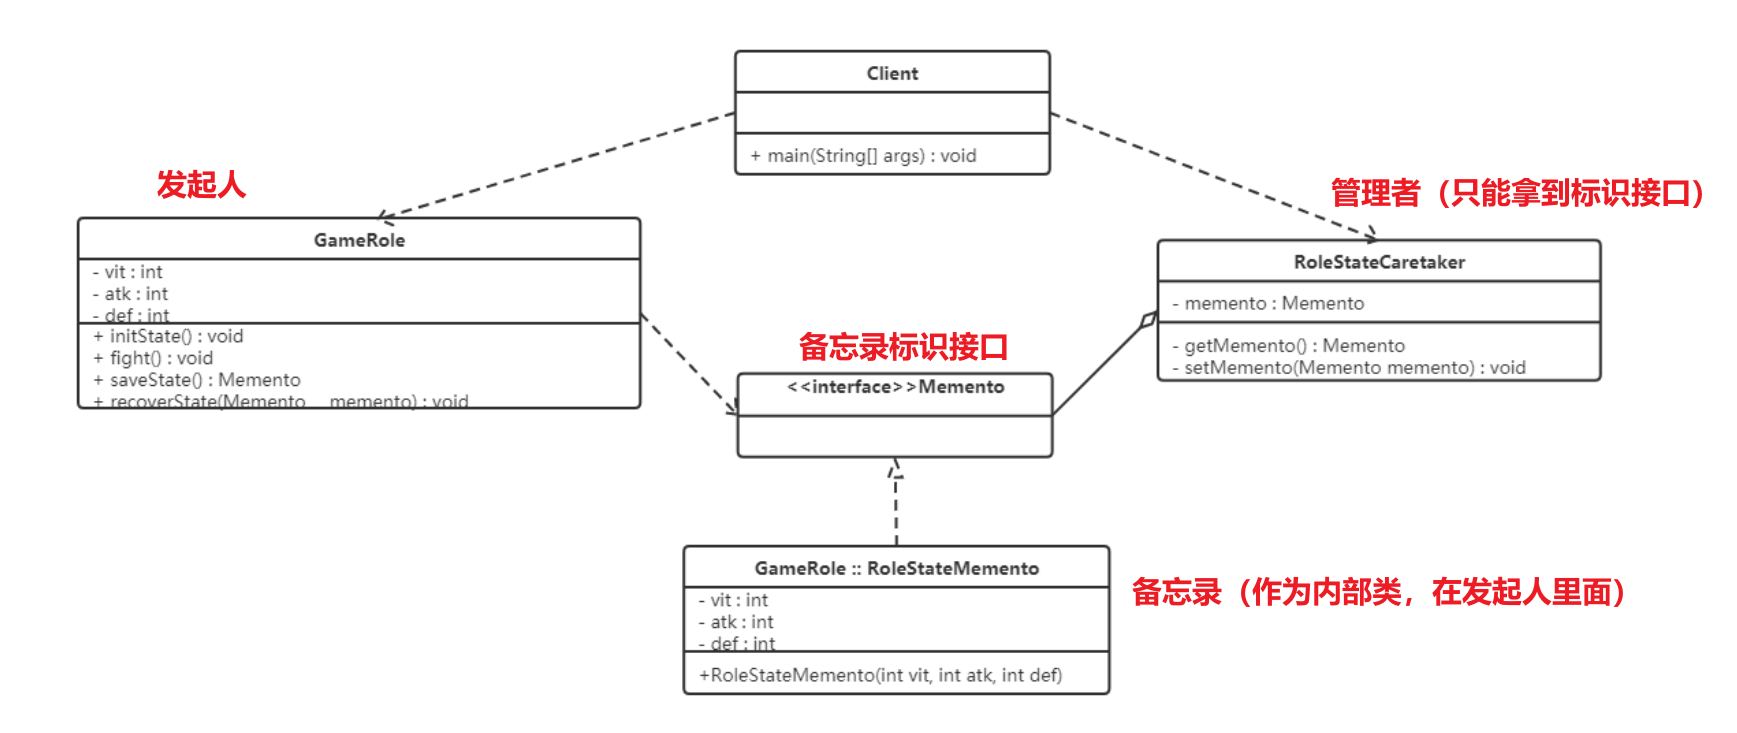 Client
+ main(String[] args) : void
发起人
管理者（只能拿到标识接口）
GameRole
- vit : int
- atk : int
- def : int
+ initState() : void
+ fight() : void
+ saveState() : Memento
+ recoverState(Memento memento) : void
RoleStateCaretaker
- memento : Memento
- getMemento() : Memento
- setMemento(Memento memento) : void
备忘录标识接口
<<interface>>Memento
GameRole :: RoleStateMemento
- vit : int
- atk : int
- def : int
+RoleStateMemento(int vit, int atk, int def)
备忘录（作为内部类，在发起人里面）